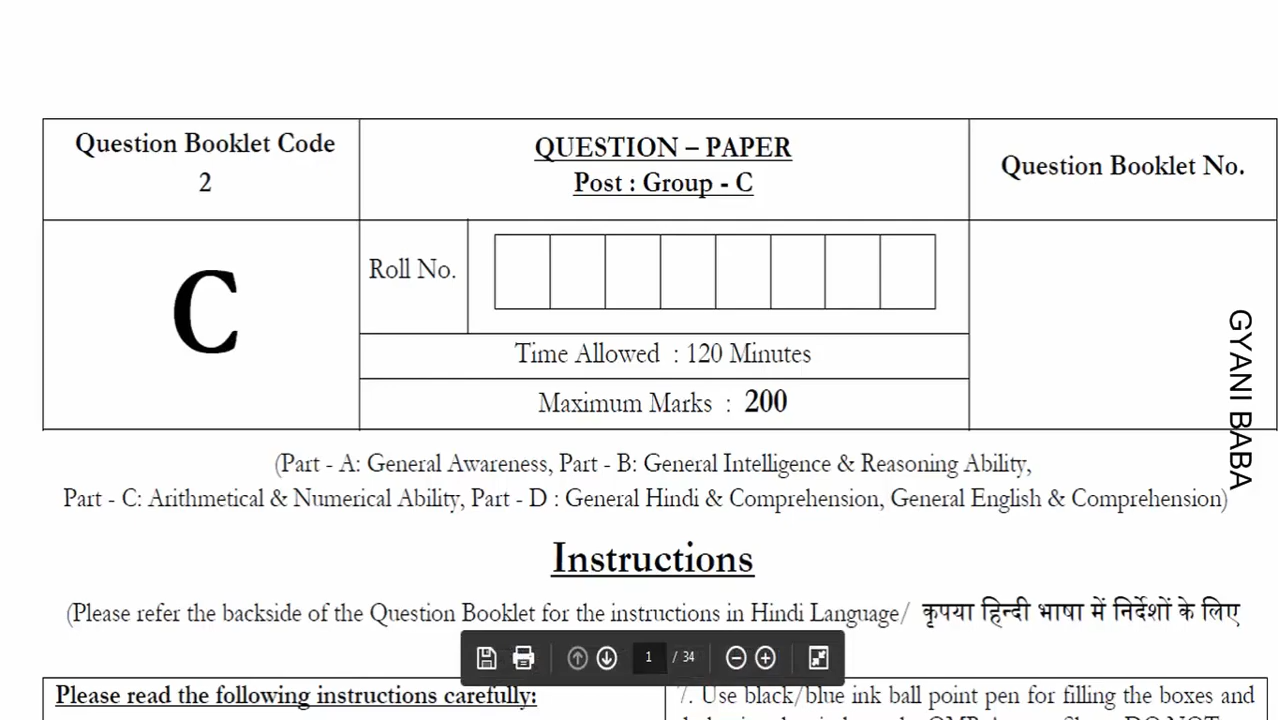 Question Booklet Code
2
QUESTION – PAPER
Post : Group - C
Question Booklet No.
C
Roll No.
Time Allowed : 120 Minutes
Maximum Marks : 200
GYANI BABA
(Part - A: General Awareness, Part - B: General Intelligence & Reasoning Ability,
Part - C: Arithmetical & Numerical Ability, Part - D : General Hindi & Comprehension, General English & Comprehension)
Instructions
(Please refer the backside of the Question Booklet for the instructions in Hindi Language/ कृपया हिन्दी भाषा में निर्देशों के लिए
1 / 34
Please read the following instructions carefully:
7. Use black/blue ink ball point pen for filling the boxes and